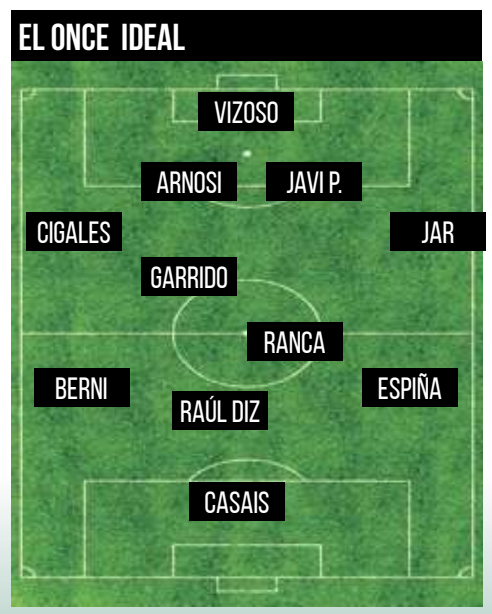 EL ONCE IDEAL
VIZOSO
ARNOSI
JAVI P.
CIGALES
JAR
GARRIDO
RANCA
BERNI
ESPIÑA
RAÚL DIZ
CASAIS